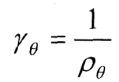 γ_θ = 1/ρ_θ